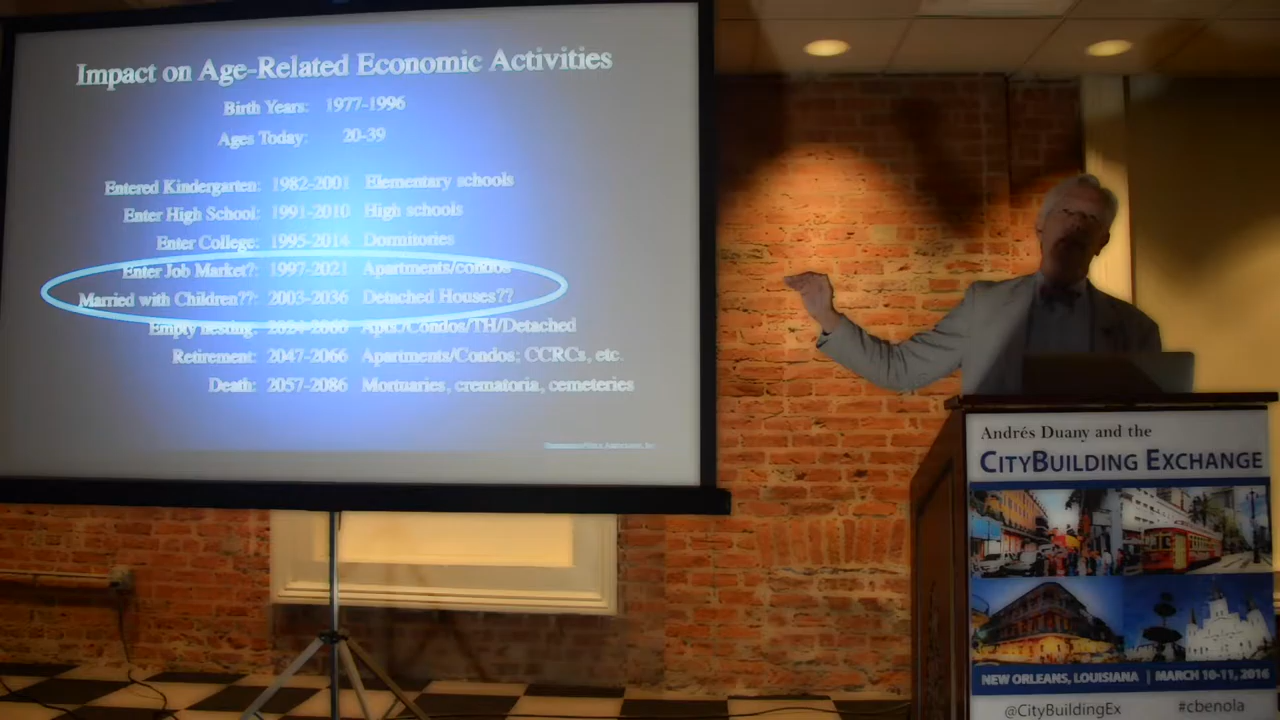 Impact on Age-Related Economic Activities
Birth Years: 1977-1996
Ages Today: 20-39
Entered Kindergarten: 1982-2001 Elementary schools
Enter High School: 1991-2010 High schools
Enter College: 1995-2014 Dormitories
Enter Job Market?: 1997-2021 Apartments/condos
Married with Children??: 2003-2036 Detached Houses??
Empty nesting: Apts./Condos/TH/Detached
Retirement: 2047-2066 Apartments/Condos; CCRCs, etc.
Death: 2057-2086 Mortuaries, crematoria, cemeteries
Andrés Duany and the
CITYBUILDING EXCHANGE
NEW ORLEANS, LOUISIANA | MARCH 10-11, 2016
@CityBuildingEx #cbenola